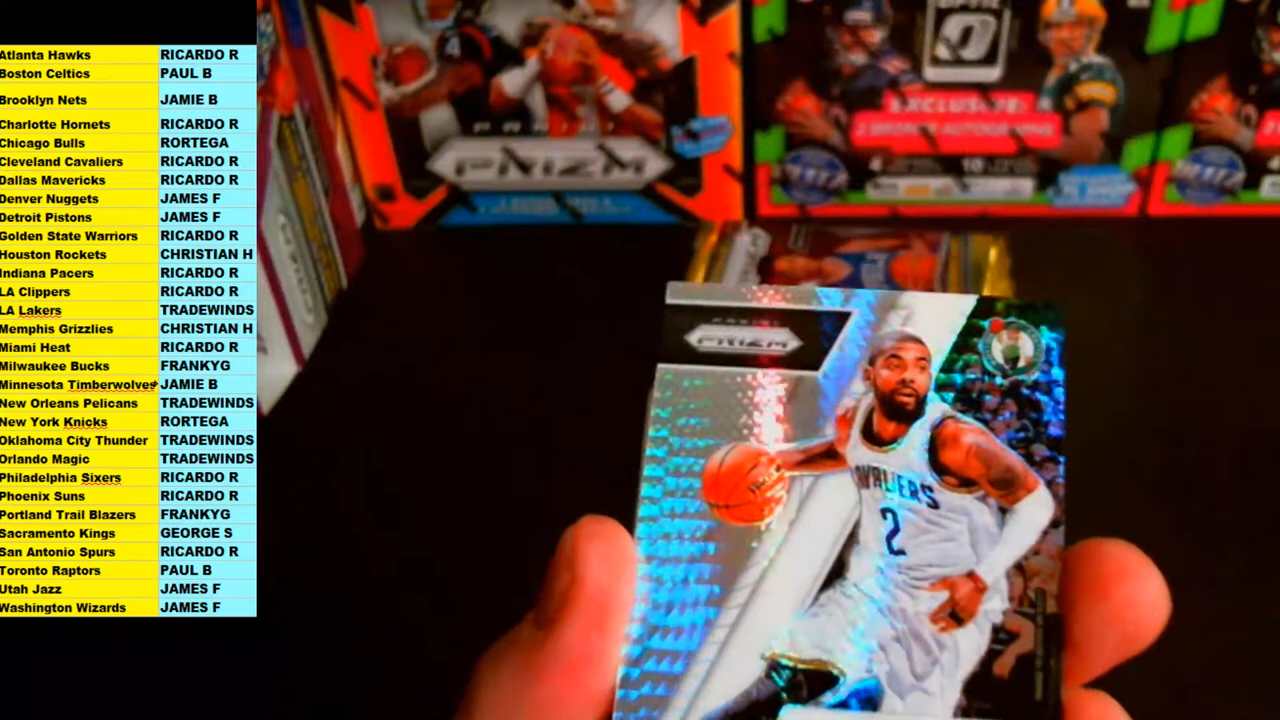 Atlanta Hawks RICARDO R
Boston Celtics PAUL B
Brooklyn Nets JAMIE B
Charlotte Hornets RICARDO R
Chicago Bulls RORTEGA
Cleveland Cavaliers RICARDO R
Dallas Mavericks RICARDO R
Denver Nuggets JAMES F
Detroit Pistons JAMES F
Golden State Warriors RICARDO R
Houston Rockets CHRISTIAN H
Indiana Pacers RICARDO R
LA Clippers RICARDO R
LA Lakers TRADEWINDS
Memphis Grizzlies CHRISTIAN H
Miami Heat RICARDO R
Milwaukee Bucks FRANKYG
Minnesota Timberwolves JAMIE B
New Orleans Pelicans TRADEWINDS
New York Knicks RORTEGA
Oklahoma City Thunder TRADEWINDS
Orlando Magic TRADEWINDS
Philadelphia Sixers RICARDO R
Phoenix Suns RICARDO R
Portland Trail Blazers FRANKYG
Sacramento Kings GEORGE S
San Antonio Spurs RICARDO R
Toronto Raptors PAUL B
Utah Jazz JAMES F
Washington Wizards JAMES F
PRIZM
EXCLUSIVE
AUTOGRAPHS
PANINI
PRIZM
CAVALIERS
2